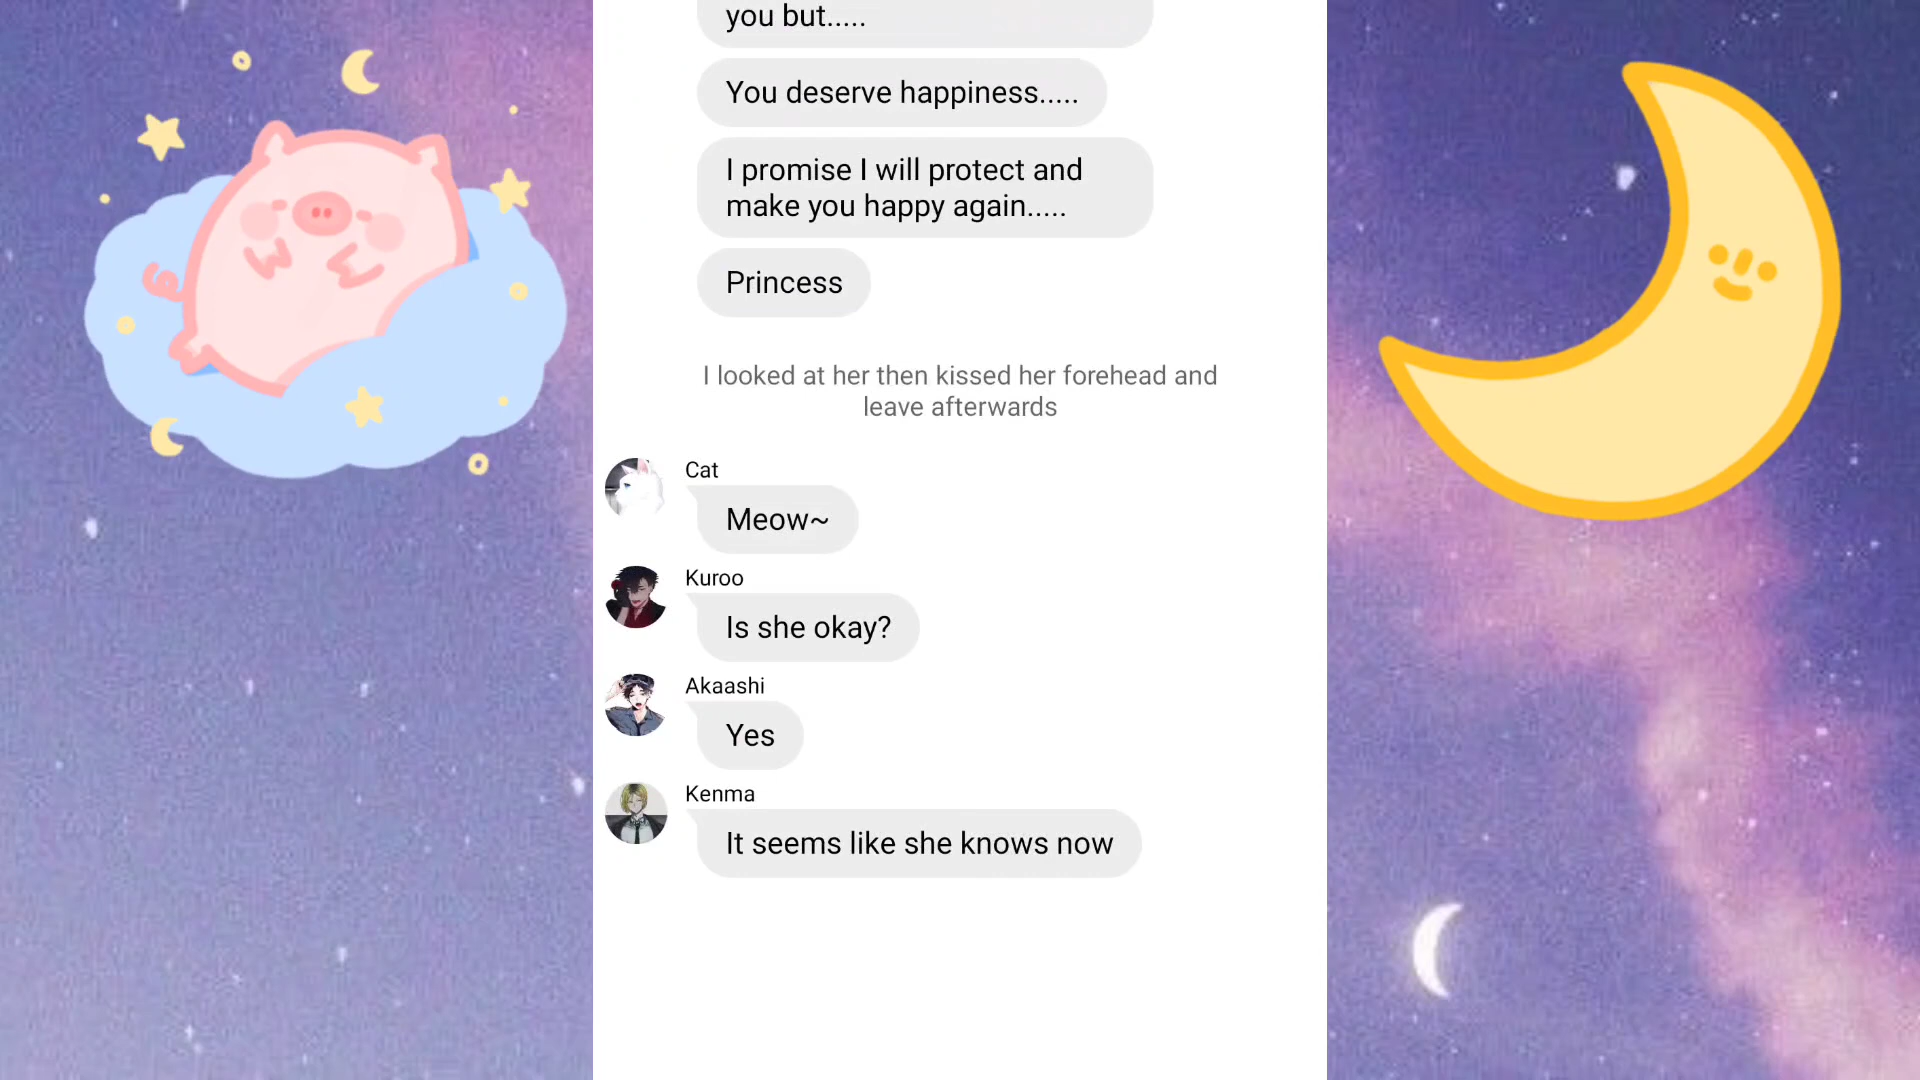 you but.....
You deserve happiness.....
I promise I will protect and
make you happy again.....
Princess
I looked at her then kissed her forehead and
leave afterwards
Cat
Meow~
Kuroo
Is she okay?
Akaashi
Yes
Kenma
It seems like she knows now